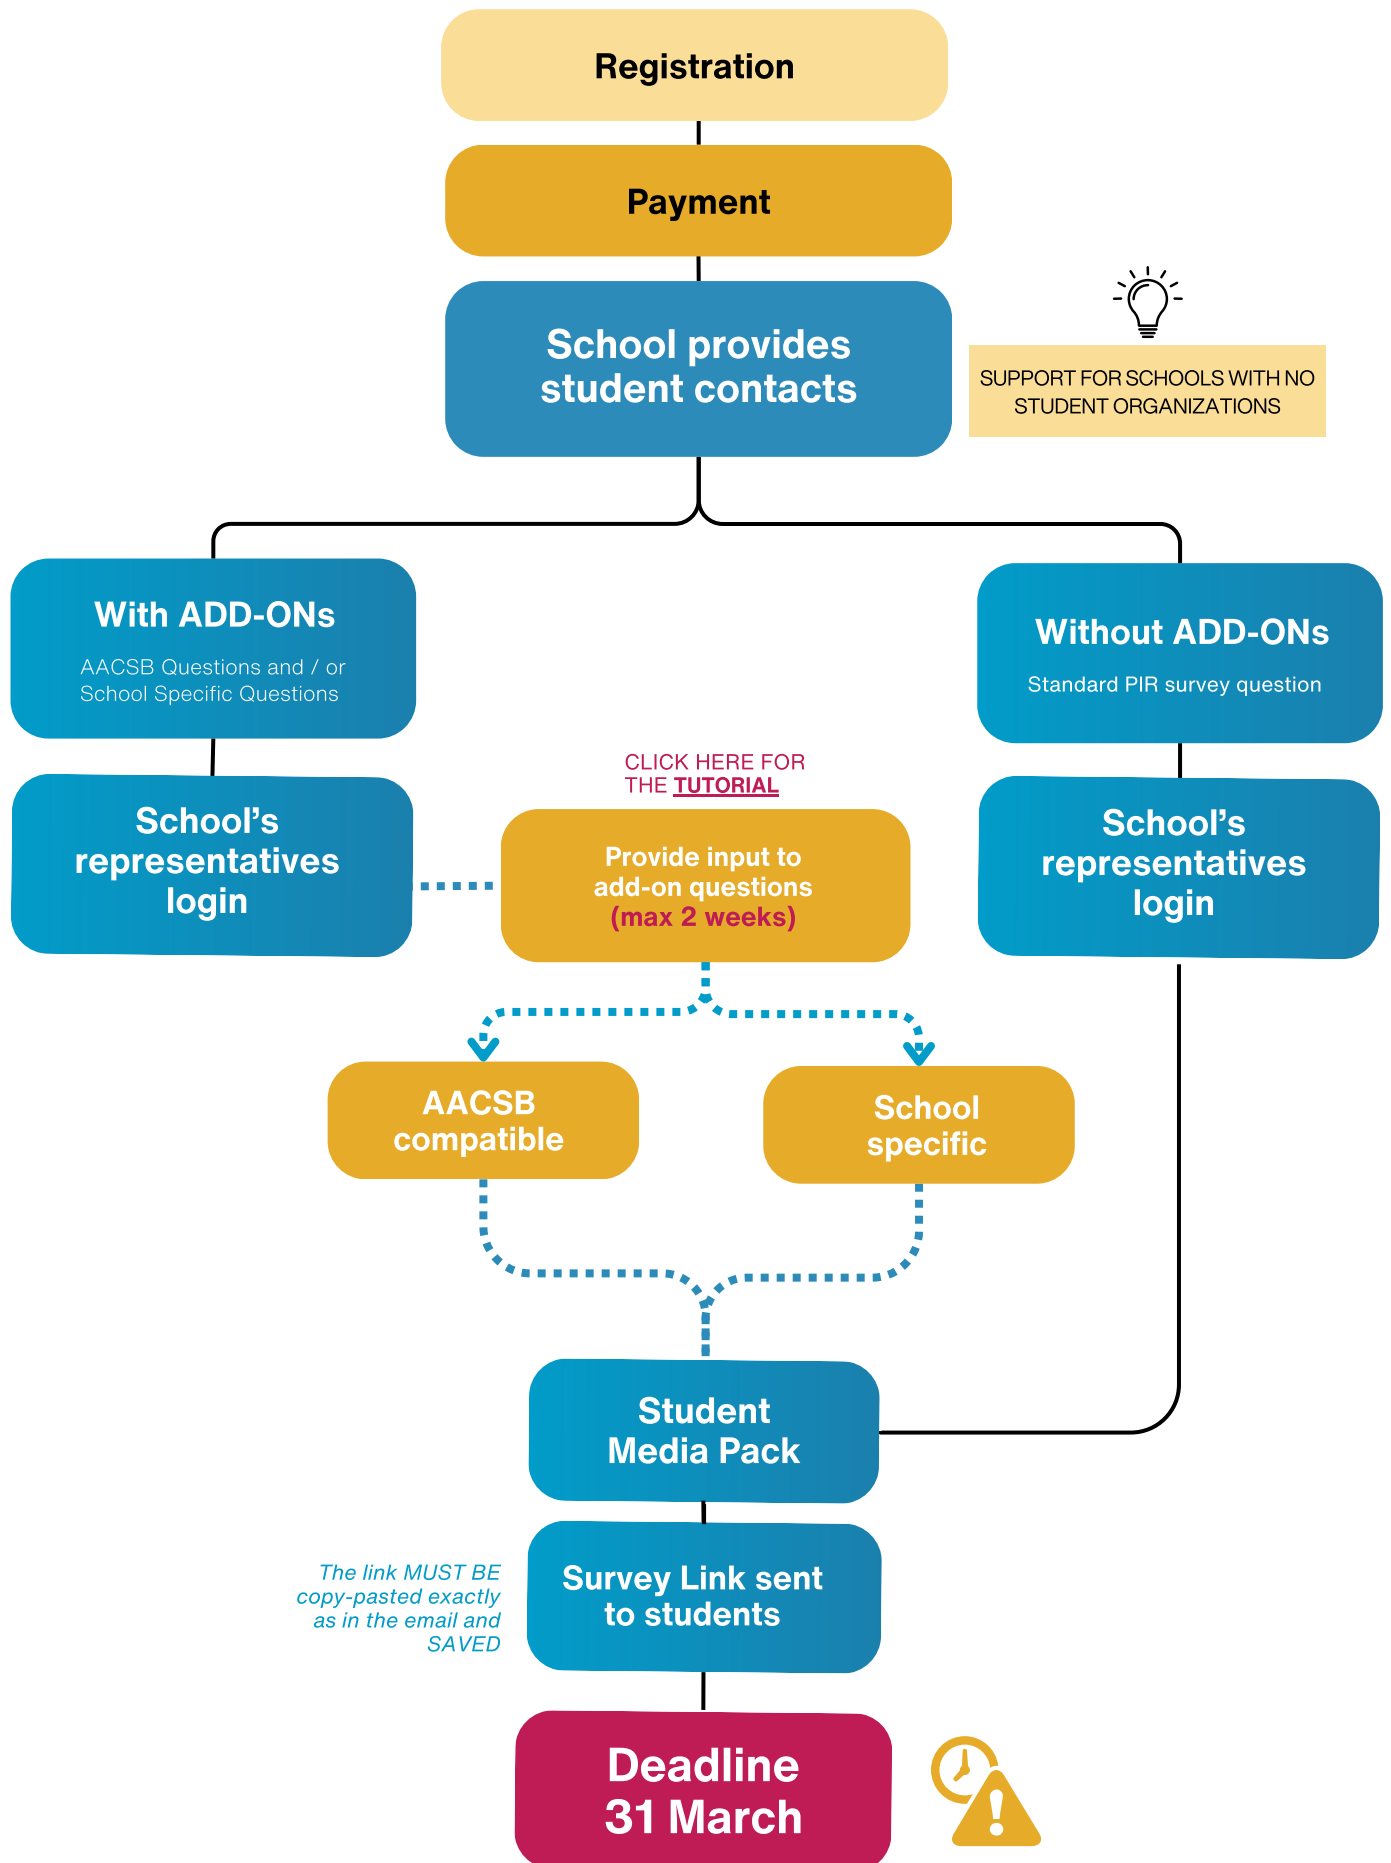 Registration
Payment
School provides
student contacts
SUPPORT FOR SCHOOLS WITH NO
STUDENT ORGANIZATIONS
With ADD-ONs
AACSB Questions and / or
School Specific Questions
Without ADD-ONs
Standard PIR survey question
School's
representatives
login
CLICK HERE FOR
THE TUTORIAL
Provide input to
add-on questions
(max 2 weeks)
School's
representatives
login
AACSB
compatible
School
specific
Student
Media Pack
The link MUST BE
copy-pasted exactly
as in the email and
SAVED
Survey Link sent
to students
Deadline
31 March